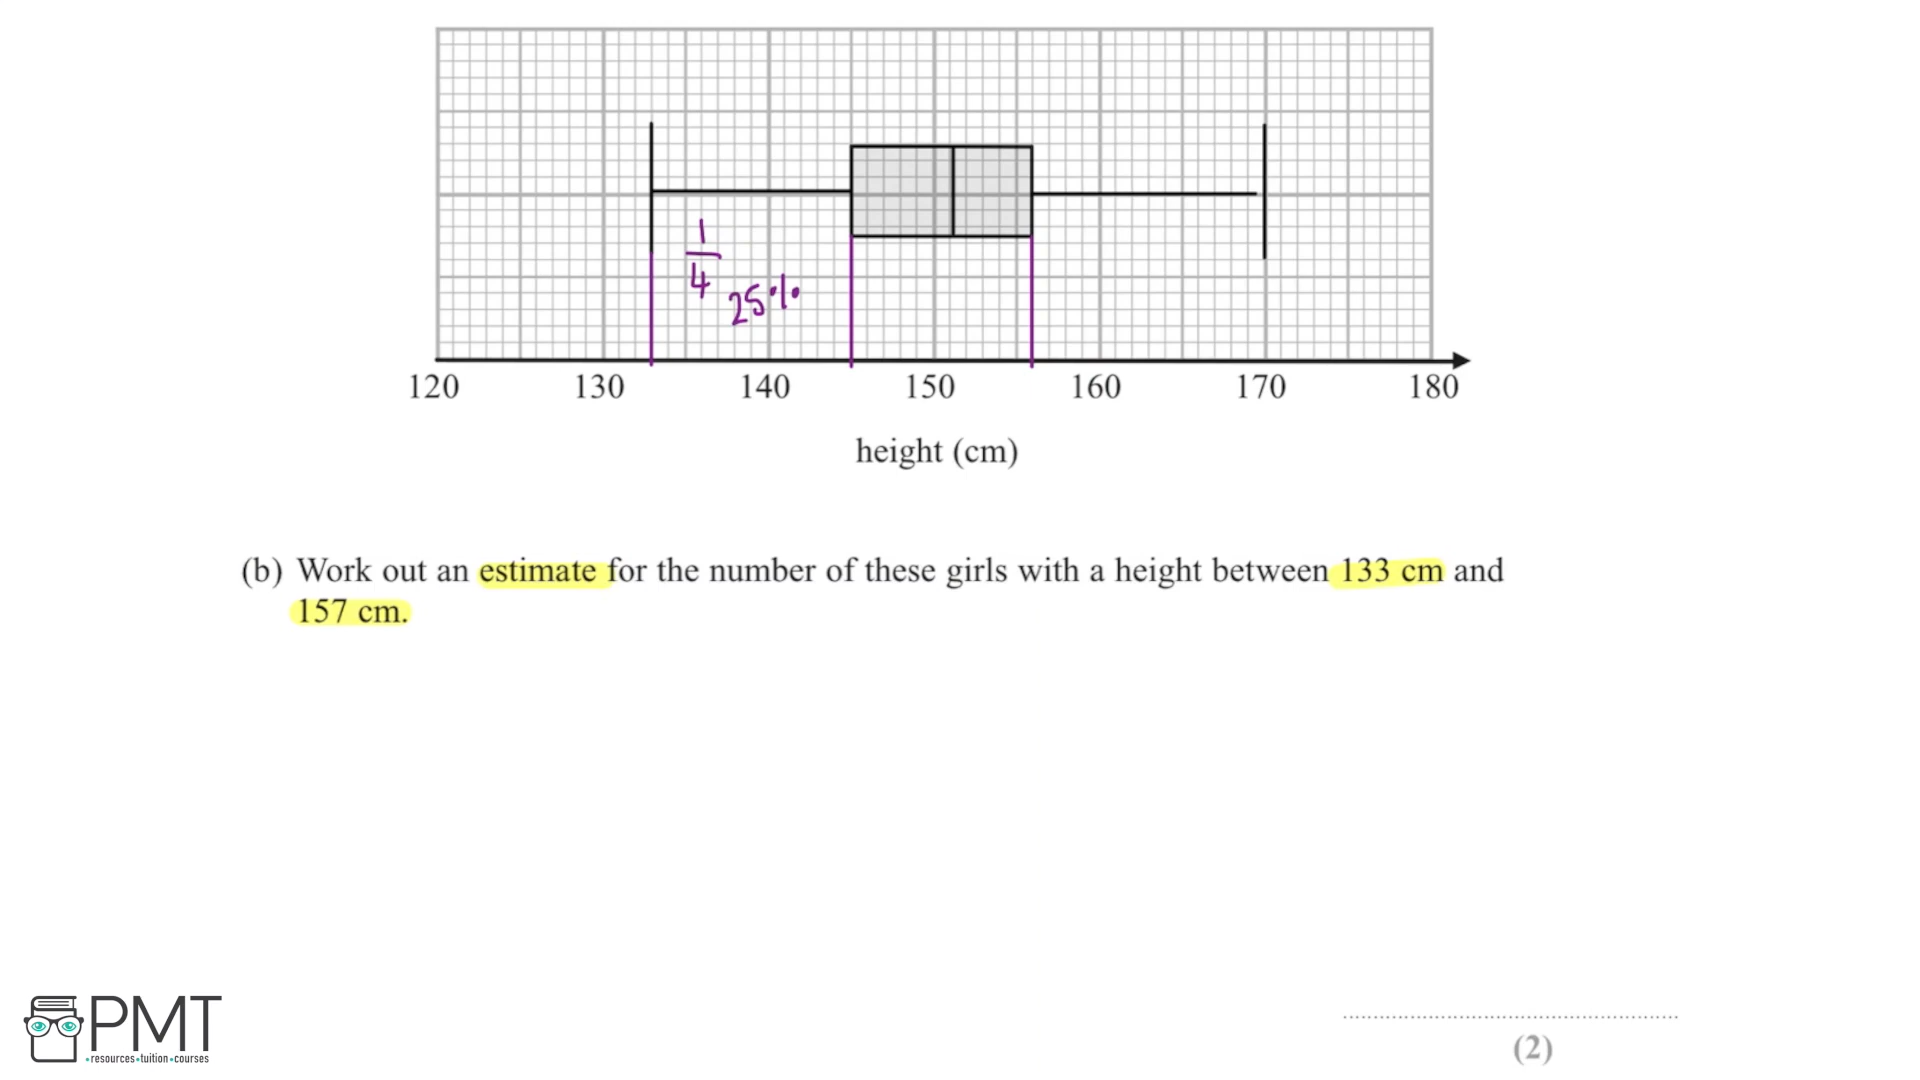 1
4
25%
120 130 140 150 160 170 180
height (cm)
(b) Work out an estimate for the number of these girls with a height between 133 cm and
157 cm.
PMT
•resources•tuition•courses
(2)